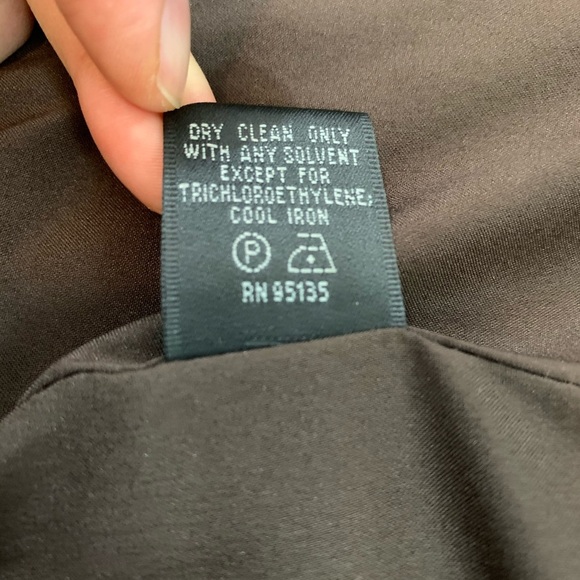 DRY CLEAN ONLY
WITH ANY SOLVENT
EXCEPT FOR
TRICHLOROETHYLENE;
COOL IRON
P
RN 95135